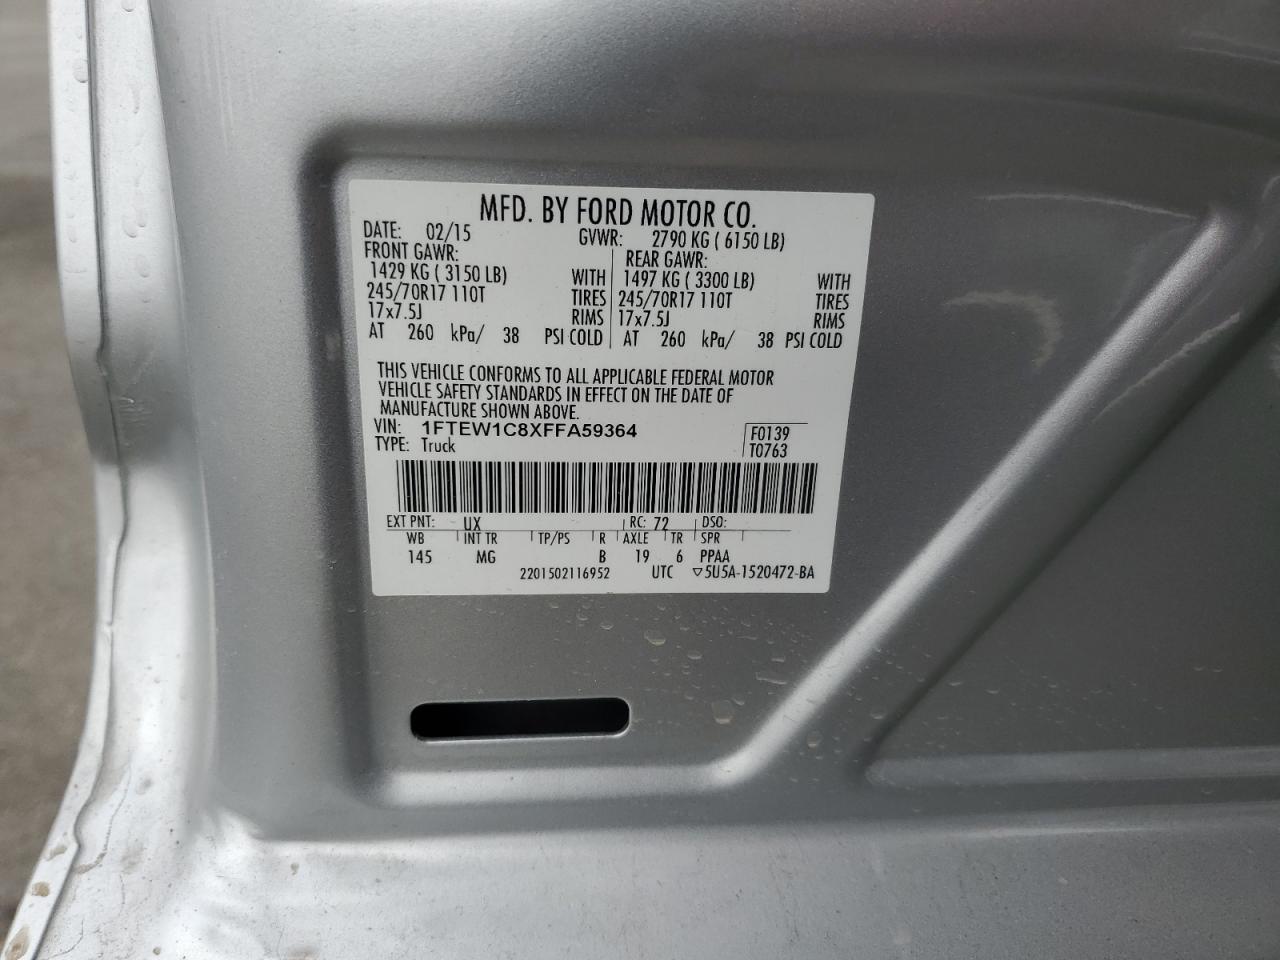 MFD. BY FORD MOTOR CO.
DATE: 02/15 GVWR: 2790 KG ( 6150 LB)
FRONT GAWR: REAR GAWR:
1429 KG ( 3150 LB) WITH 1497 KG ( 3300 LB) WITH
245/70R17 110T TIRES 245/70R17 110T TIRES
17x7.5J RIMS 17x7.5J RIMS
AT 260 kPa/ 38 PSI COLD AT 260 kPa/ 38 PSI COLD
THIS VEHICLE CONFORMS TO ALL APPLICABLE FEDERAL MOTOR
VEHICLE SAFETY STANDARDS IN EFFECT ON THE DATE OF
MANUFACTURE SHOWN ABOVE.
VIN: 1FTEW1C8XFFA59364 F0139
TYPE: Truck T0763
EXT PNT: UX RC: 72 DSO:
WB INT TR TP/PS R AXLE TR SPR
145 MG B 19 6 PPAA
2201502116952 UTC ▽5U5A-1520472-BA